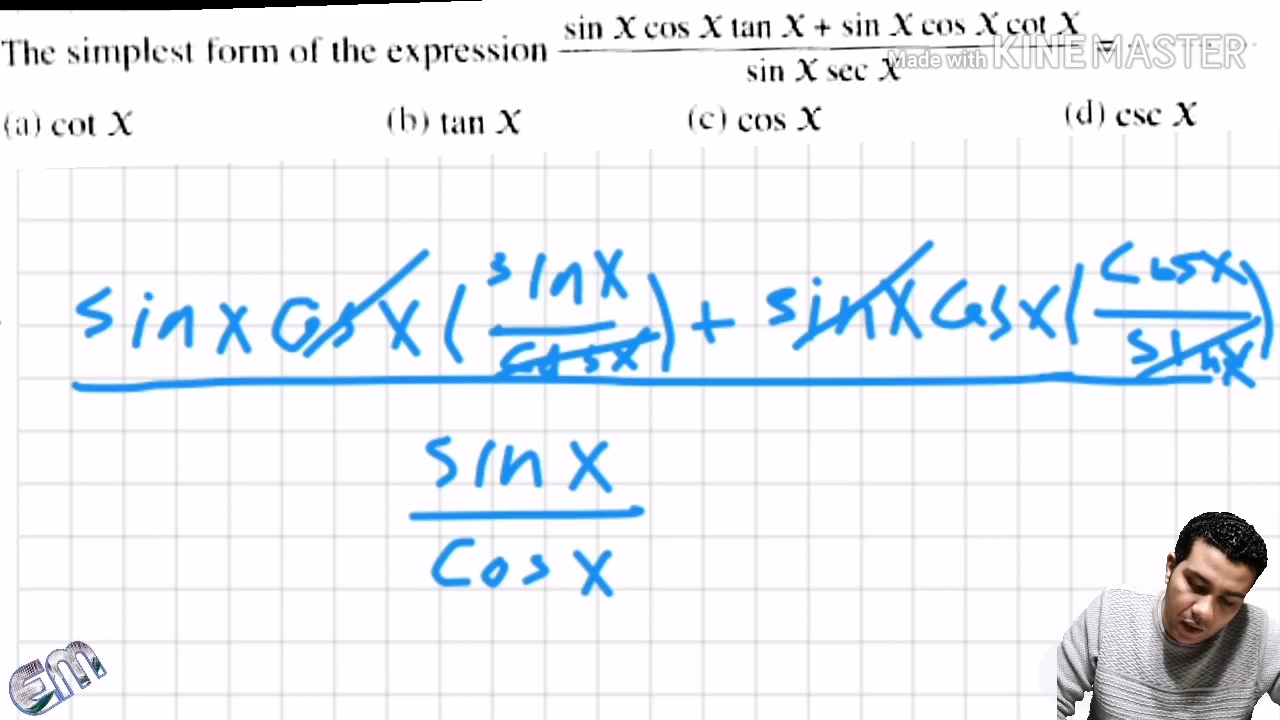 The simplest form of the expression sin X cos X tan X + sin X cos X cot X / sin X sec X =
Made with KINEMASTER
(a) cot X (b) tan X (c) cos X (d) csc X
sin x cos x ( sin x / cos x ) + sin x cos x ( cos x / sin x )
sin x
cos x
EM